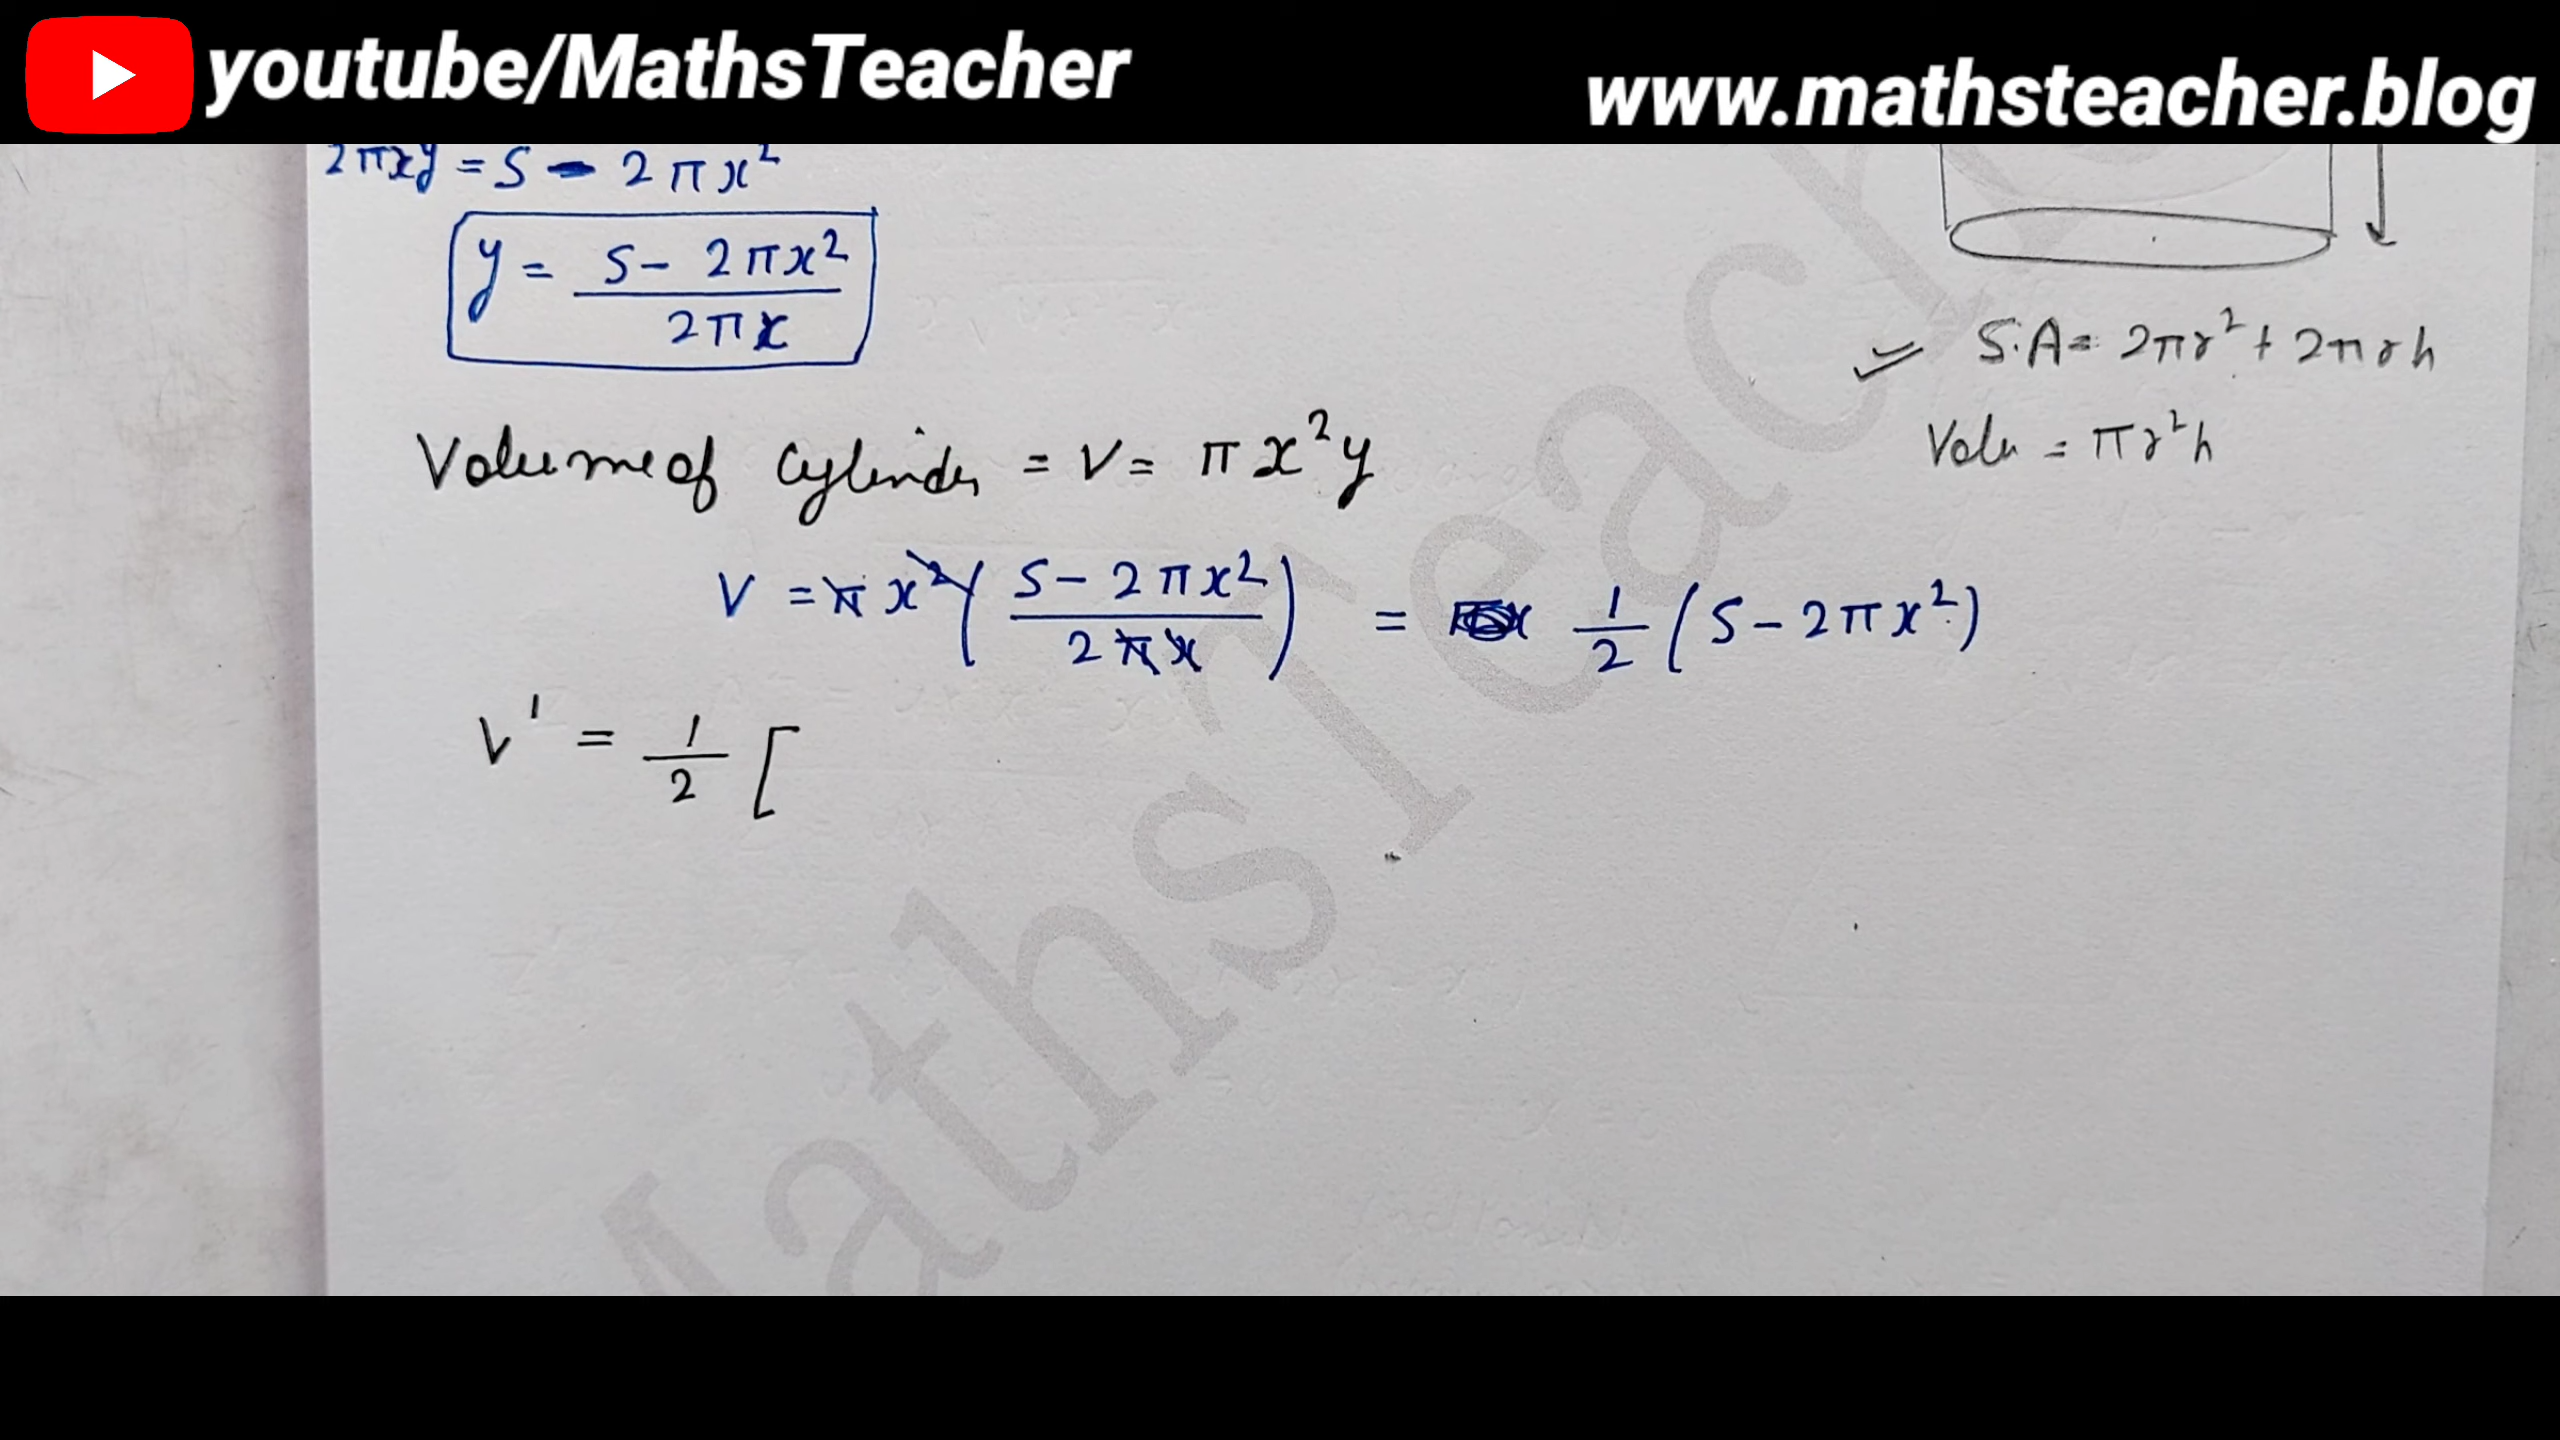 youtube/MathsTeacher
www.mathsteacher.blog
2πxy = S - 2πx²
y = (S - 2πx²) / (2πx)
S.A = 2πr² + 2πrh
Volu = πr²h
Volume of Cylinder = V = πx²y
V = πx² ( (S - 2πx²) / (2πx) ) = 1/2 (S - 2πx²)
V' = 1/2 [
MathsTeache